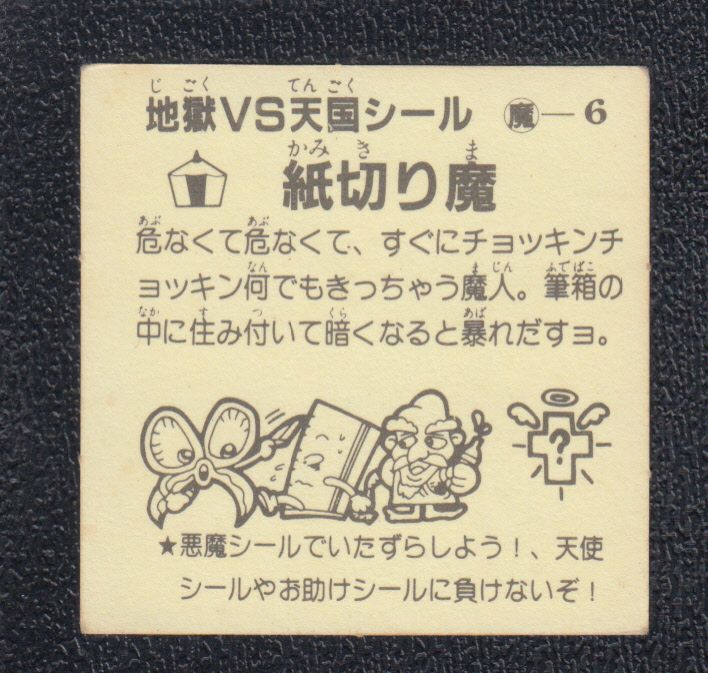 じごく てんごく
地獄VS天国シール 魔—6
かみ き ま
紙切り魔
あぶ あぶ
危なくて危なくて、すぐにチョッキンチ
なん ま じん ふでばこ
ョッキン何でもきっちゃう魔人。筆箱の
なか す つ くら あば
中に住み付いて暗くなると暴れだすョ。
?
★悪魔シールでいたずらしよう!、天使
シールやお助けシールに負けないぞ!